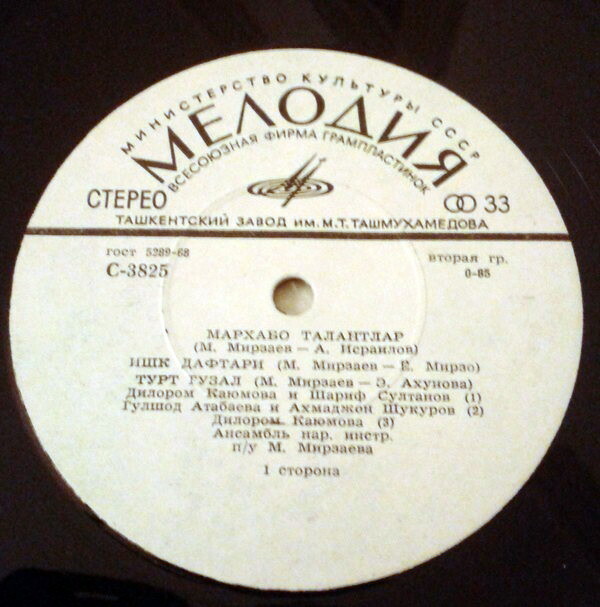 МИНИСТЕРСТВО КУЛЬТУРЫ СССР
МЕЛОДИЯ
ВСЕСОЮЗНАЯ ФИРМА ГРАМПЛАСТИНОК
СТЕРЕО 33
ТАШКЕНТСКИЙ ЗАВОД ИМ. М.Т. ТАШМУХАМЕДОВА
гост 5289-68 вторая гр.
С-3825 0-85
МАРХАБО ТАЛАНТЛАР
(М. Мирзаев — А. Исраилов)
ИШК ДАФТАРИ (М. Мирзаев — Ё. Мирзо)
ТУРТ ГУЗАЛ (М. Мирзаев — Э. Ахунова)
Дилором Каюмова и Шариф Султанов (1)
Гулшод Атабаева и Ахмаджон Шукуров (2)
Дилором Каюмова (3)
Ансамбль нар. инстр.
п/у М. Мирзаева
1 сторона